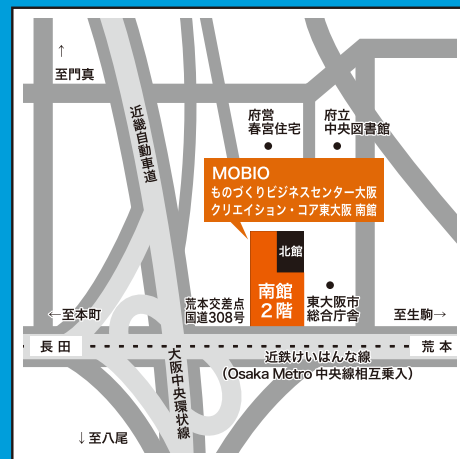 ↑
至門真
近畿自動車道
府営
春宮住宅
府立
中央図書館
MOBIO
ものづくりビジネスセンター大阪
クリエイション・コア東大阪 南館
北館
南館
2階
荒本交差点
国道308号
東大阪市
総合庁舎
←至本町
至生駒→
長田
荒本
近鉄けいはんな線
(Osaka Metro 中央線相互乗入)
大阪中央環状線
↓至八尾